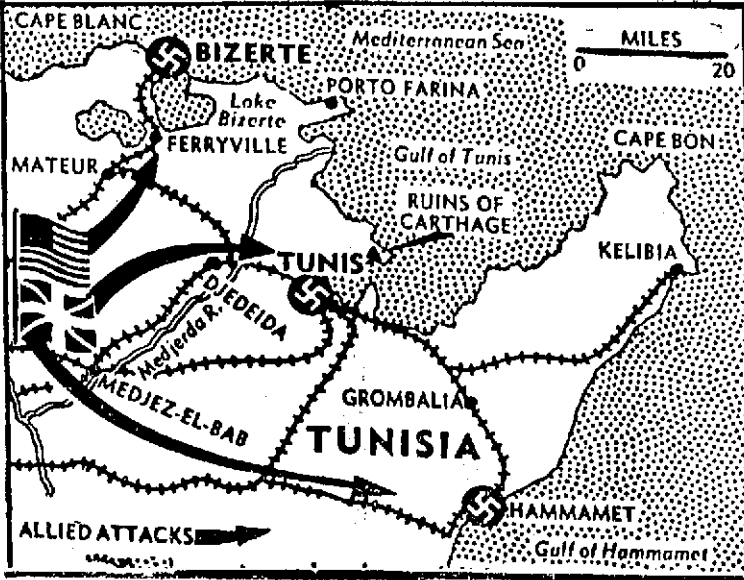 CAPE BLANC
BIZERTE
Mediterranean Sea
MILES
0 20
Lake
Bizerte
PORTO FARINA
FERRYVILLE
CAPE BON
MATEUR
Gulf of Tunis
RUINS OF
CARTHAGE
KELIBIA
TUNIS
DJEDEIDA
Medjerda R.
MEDJEZ-EL-BAB
GROMBALIA
TUNISIA
HAMMAMET
ALLIED ATTACKS
Gulf of Hammamet